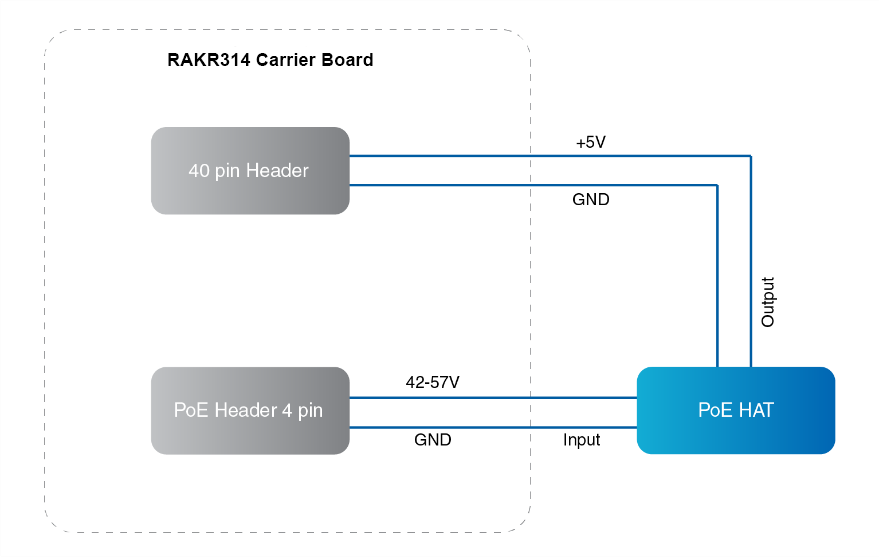 RAKR314 Carrier Board
40 pin Header
+5V
GND
Output
PoE Header 4 pin
42-57V
GND
Input
PoE HAT